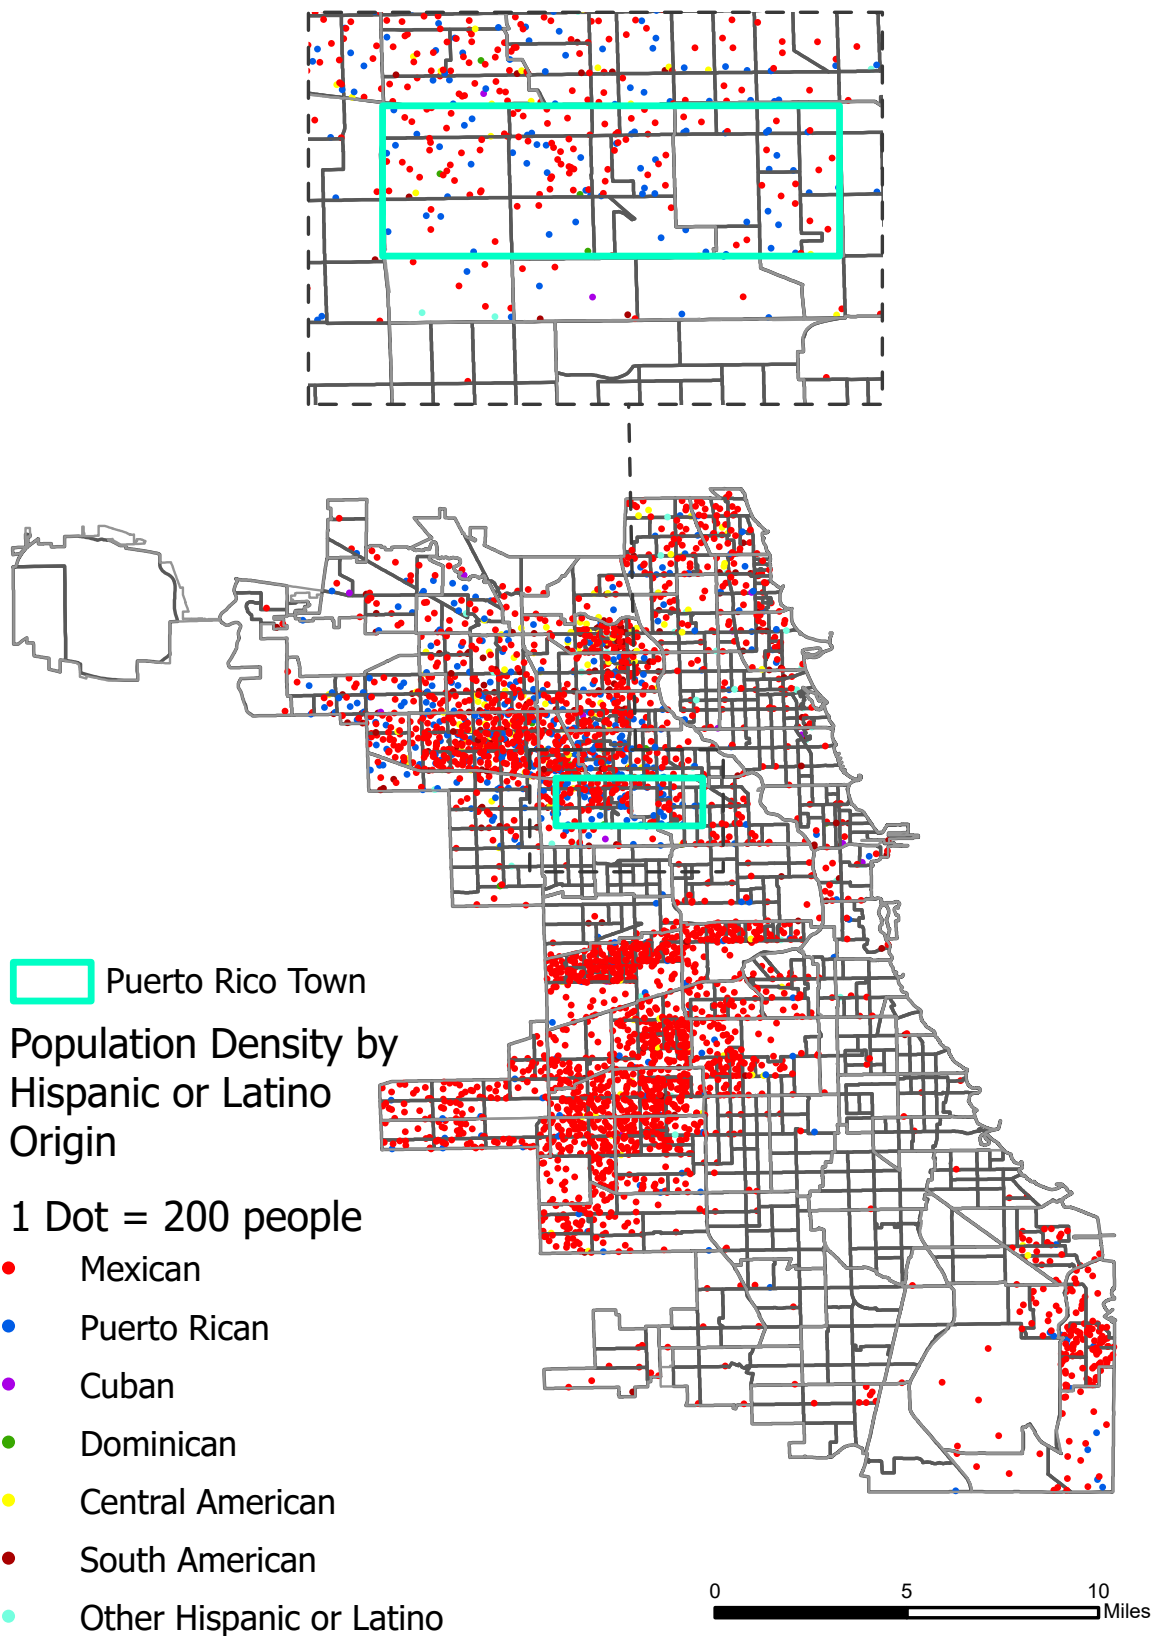 Puerto Rico Town
Population Density by
Hispanic or Latino
Origin
1 Dot = 200 people
Mexican
Puerto Rican
Cuban
Dominican
Central American
South American
Other Hispanic or Latino
0 5 10
Miles